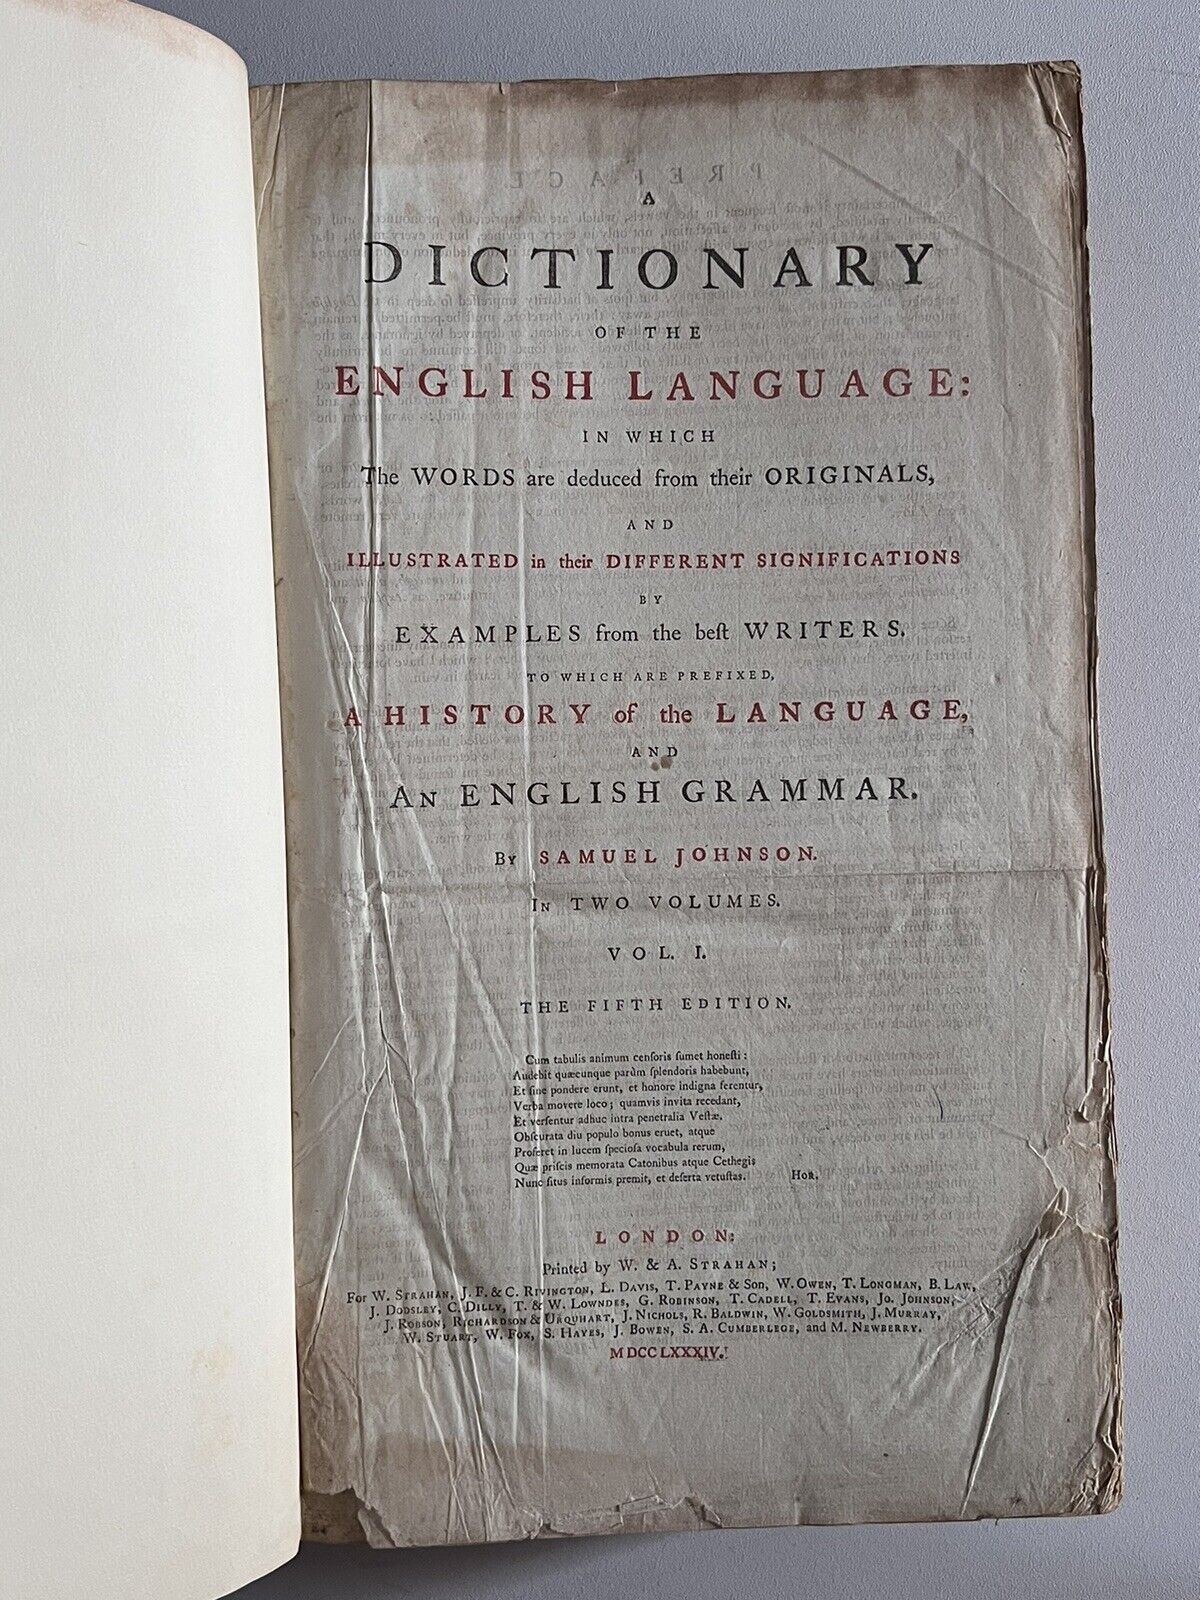 A
DICTIONARY
OF THE
ENGLISH LANGUAGE:
IN WHICH
The WORDS are deduced from their ORIGINALS,
AND
ILLUSTRATED in their DIFFERENT SIGNIFICATIONS
BY
EXAMPLES from the beſt WRITERS.
TO WHICH ARE PREFIXED,
A HISTORY of the LANGUAGE,
AND
AN ENGLISH GRAMMAR.
BY SAMUEL JOHNSON.
IN TWO VOLUMES.
VOL. I.
THE FIFTH EDITION.
Cum tabulis animum cenſoris ſumet honeſti:
Audebit quæcunque parùm ſplendoris habebunt,
Et ſine pondere erunt, et honore indigna ferentur,
Verba movere loco; quamvis invita recedant,
Et verſentur adhuc intra penetralia Veſtæ.
Obſcurata diu populo bonus eruet, atque
Proferet in lucem ſpecioſa vocabula rerum,
Quæ priſcis memorata Catonibus atque Cethegis
Nunc ſitus informis premit, et deſerta vetuſtas. HOR.
LONDON:
Printed by W. & A. STRAHAN;
For W. STRAHAN, J. F. & C. RIVINGTON, L. DAVIS, T. PAYNE & SON, W. OWEN, T. LONGMAN, B. LAW,
J. DODSLEY, C. DILLY, T. & W. LOWNDES, G. ROBINSON, T. CADELL, T. EVANS, JO. JOHNSON,
J. ROBSON, RICHARDSON & URQUHART, J. NICHOLS, R. BALDWIN, W. GOLDSMITH, J. MURRAY,
W. STUART, W. FOX, S. HAYES, J. BOWEN, S. A. CUMBERLEGE, and M. NEWBERRY.
MDCCLXXXIV.